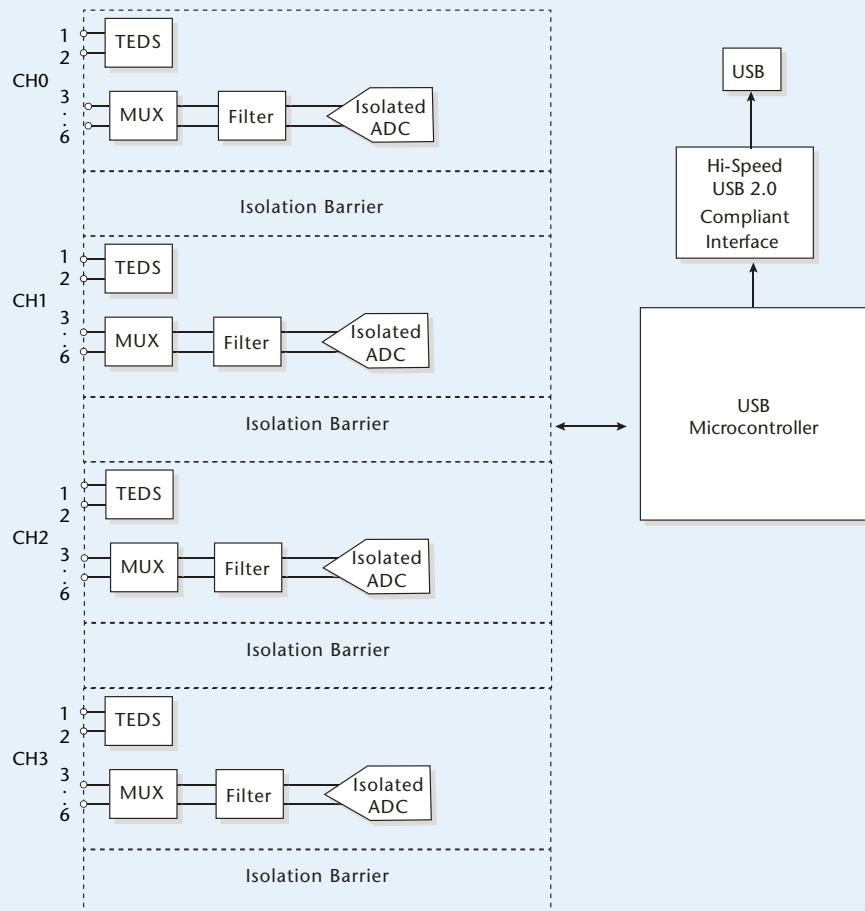 1
TEDS
2
CH0
3
.
.
6
MUX
Filter
Isolated
ADC
Isolation Barrier
1
TEDS
2
CH1
3
.
.
6
MUX
Filter
Isolated
ADC
Isolation Barrier
1
TEDS
2
CH2
3
.
.
6
MUX
Filter
Isolated
ADC
Isolation Barrier
1
TEDS
2
CH3
3
.
.
6
MUX
Filter
Isolated
ADC
Isolation Barrier
USB
Hi-Speed
USB 2.0
Compliant
Interface
USB
Microcontroller